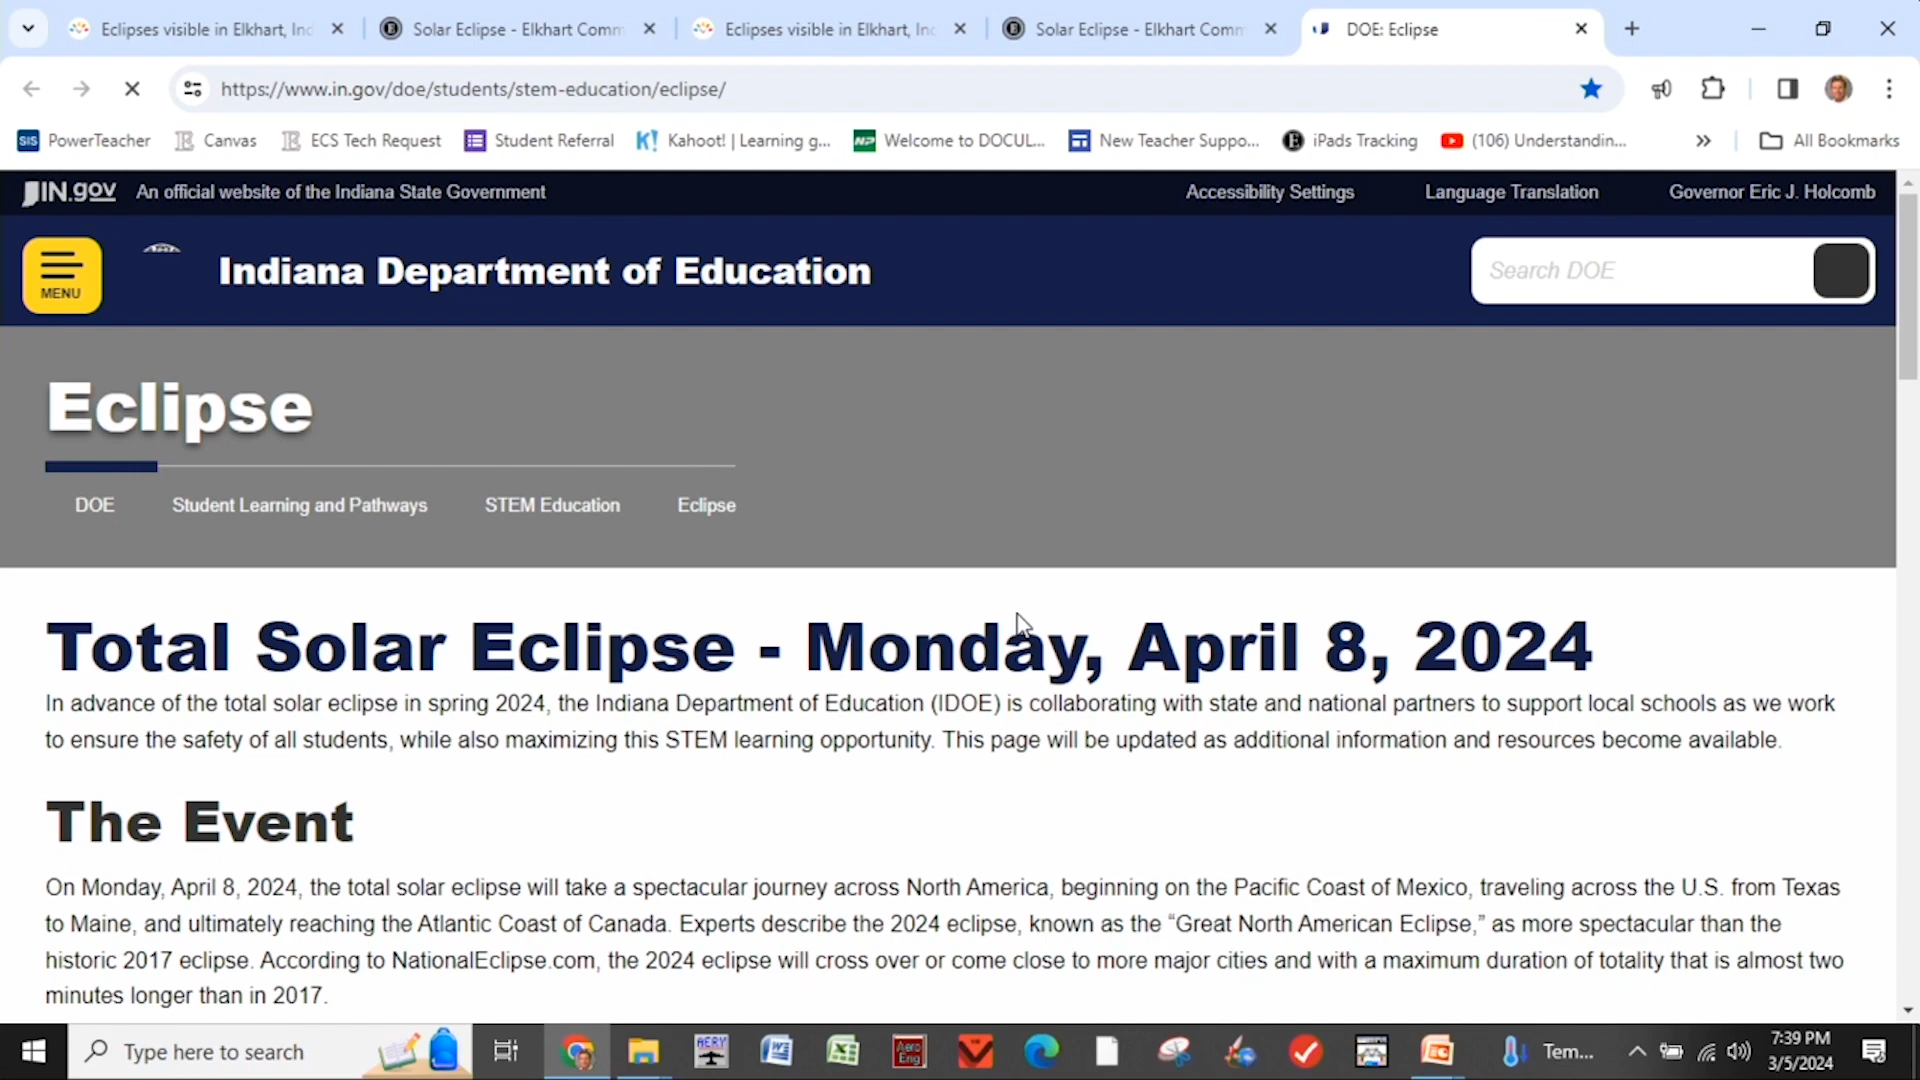 Eclipses visible in Elkhart, Inc
Solar Eclipse - Elkhart Comm
Eclipses visible in Elkhart, Inc
Solar Eclipse - Elkhart Comm
DOE: Eclipse
https://www.in.gov/doe/students/stem-education/eclipse/
SIS PowerTeacher
Canvas
ECS Tech Request
Student Referral
K! Kahoot! | Learning g...
Welcome to DOCUL...
New Teacher Suppo...
iPads Tracking
(106) Understandin...
All Bookmarks
IN.gov An official website of the Indiana State Government
Accessibility Settings
Language Translation
Governor Eric J. Holcomb
MENU
Indiana Department of Education
Search DOE
Eclipse
DOE Student Learning and Pathways STEM Education Eclipse
Total Solar Eclipse - Monday, April 8, 2024
In advance of the total solar eclipse in spring 2024, the Indiana Department of Education (IDOE) is collaborating with state and national partners to support local schools as we work
to ensure the safety of all students, while also maximizing this STEM learning opportunity. This page will be updated as additional information and resources become available.
The Event
On Monday, April 8, 2024, the total solar eclipse will take a spectacular journey across North America, beginning on the Pacific Coast of Mexico, traveling across the U.S. from Texas
to Maine, and ultimately reaching the Atlantic Coast of Canada. Experts describe the 2024 eclipse, known as the “Great North American Eclipse,” as more spectacular than the
historic 2017 eclipse. According to NationalEclipse.com, the 2024 eclipse will cross over or come close to more major cities and with a maximum duration of totality that is almost two
minutes longer than in 2017.
Type here to search
AERY
Aero
Eng
Tem...
7:39 PM
3/5/2024